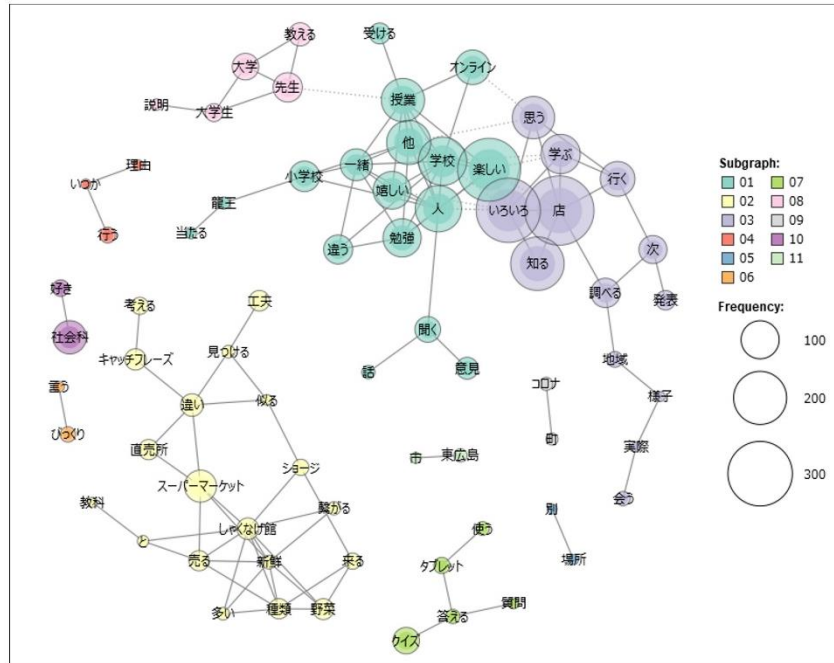 教える
受ける
大学
オンライン
先生
授業
説明
大学生
思う
他
理由
一緒
学校
楽しい
学ぶ
いつか
小学校
嬉しい
行く
龍王
人
いろいろ
店
行う
当たる
違う
勉強
次
知る
好き
考える
工夫
調べる
発表
社会科
キャッチフレーズ
見つける
聞く
話
意見
地域
コロナ
様子
言う
違い
似る
びっくり
直売所
町
実際
市
東広島
スーパーマーケット
ショージ
会う
教科
繋がる
別
と
しゃくなげ館
使う
売る
新鮮
来る
タブレット
場所
多い
種類
野菜
答える
質問
クイズ
Subgraph:
01
07
02
08
03
09
04
10
05
11
06
Frequency:
100
200
300